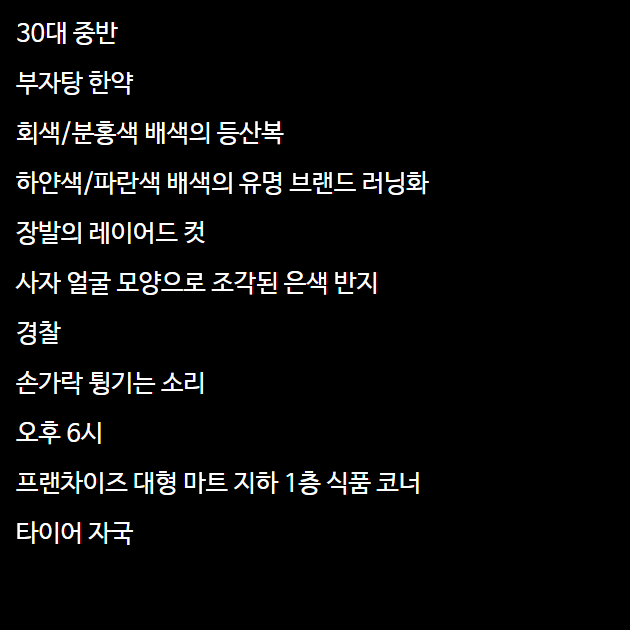 30대 중반
부자탕 한약
회색/분홍색 배색의 등산복
하얀색/파란색 배색의 유명 브랜드 러닝화
장발의 레이어드 컷
사자 얼굴 모양으로 조각된 은색 반지
경찰
손가락 튕기는 소리
오후 6시
프랜차이즈 대형 마트 지하 1층 식품 코너
타이어 자국